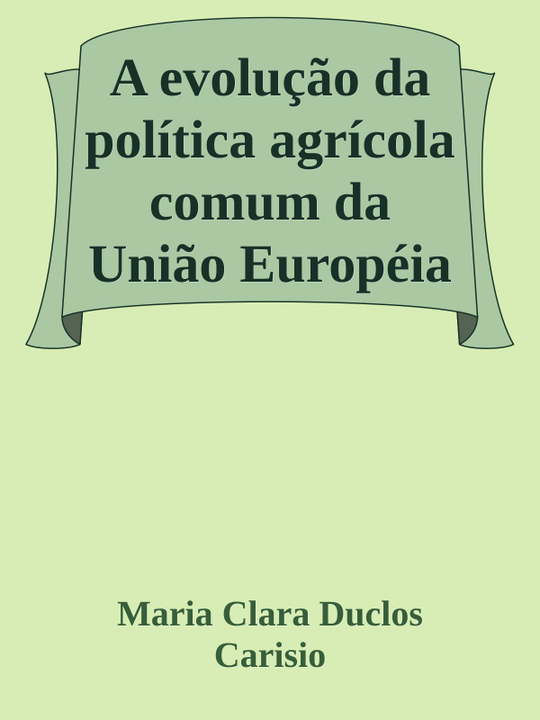 A evolução da
política agrícola
comum da
União Européia
Maria Clara Duclos
Carisio